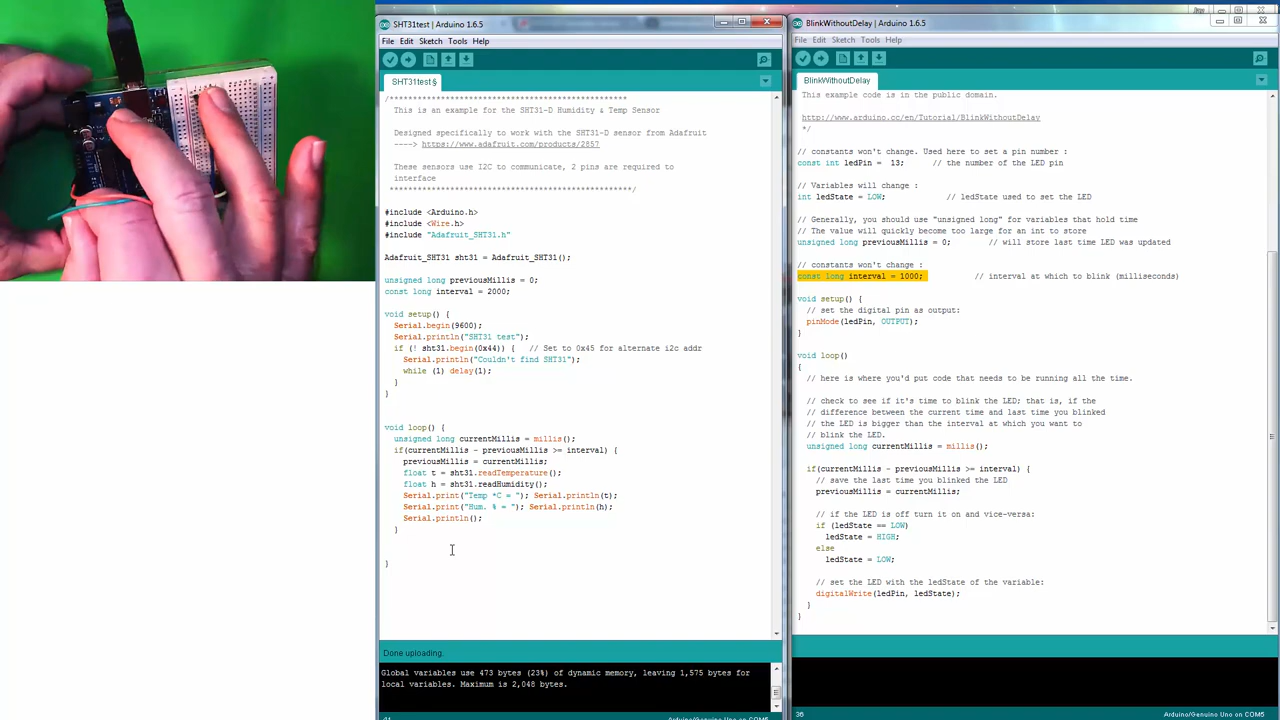 SHT31test | Arduino 1.6.5
File Edit Sketch Tools Help
SHT31test §
/***************************************************
This is an example for the SHT31-D Humidity & Temp Sensor
Designed specifically to work with the SHT31-D sensor from Adafruit
----> https://www.adafruit.com/products/2857
These sensors use I2C to communicate, 2 pins are required to
interface
****************************************************/
#include <Arduino.h>
#include <Wire.h>
#include "Adafruit_SHT31.h"
Adafruit_SHT31 sht31 = Adafruit_SHT31();
unsigned long previousMillis = 0;
const long interval = 2000;
void setup() {
Serial.begin(9600);
Serial.println("SHT31 test");
if (! sht31.begin(0x44)) {   // Set to 0x45 for alternate i2c addr
Serial.println("Couldn't find SHT31");
while (1) delay(1);
}
}
void loop() {
unsigned long currentMillis = millis();
if(currentMillis - previousMillis >= interval) {
previousMillis = currentMillis;
float t = sht31.readTemperature();
float h = sht31.readHumidity();
Serial.print("Temp *C = "); Serial.println(t);
Serial.print("Hum. % = "); Serial.println(h);
Serial.println();
}
}
Done uploading.
Global variables use 473 bytes (23%) of dynamic memory, leaving 1,575 bytes for
local variables. Maximum is 2,048 bytes.
41 Arduino/Genuino Uno on COM5
BlinkWithoutDelay | Arduino 1.6.5
File Edit Sketch Tools Help
BlinkWithoutDelay
This example code is in the public domain.
http://www.arduino.cc/en/Tutorial/BlinkWithoutDelay
*/
// constants won't change. Used here to set a pin number :
const int ledPin =  13;      // the number of the LED pin
// Variables will change :
int ledState = LOW;             // ledState used to set the LED
// Generally, you should use "unsigned long" for variables that hold time
// The value will quickly become too large for an int to store
unsigned long previousMillis = 0;        // will store last time LED was updated
// constants won't change :
const long interval = 1000;           // interval at which to blink (milliseconds)
void setup() {
// set the digital pin as output:
pinMode(ledPin, OUTPUT);
}
void loop()
{
// here is where you'd put code that needs to be running all the time.
// check to see if it's time to blink the LED; that is, if the
// difference between the current time and last time you blinked
// the LED is bigger than the interval at which you want to
// blink the LED.
unsigned long currentMillis = millis();
if(currentMillis - previousMillis >= interval) {
// save the last time you blinked the LED
previousMillis = currentMillis;
// if the LED is off turn it on and vice-versa:
if (ledState == LOW)
ledState = HIGH;
else
ledState = LOW;
// set the LED with the ledState of the variable:
digitalWrite(ledPin, ledState);
}
}
36 Arduino/Genuino Uno on COM5